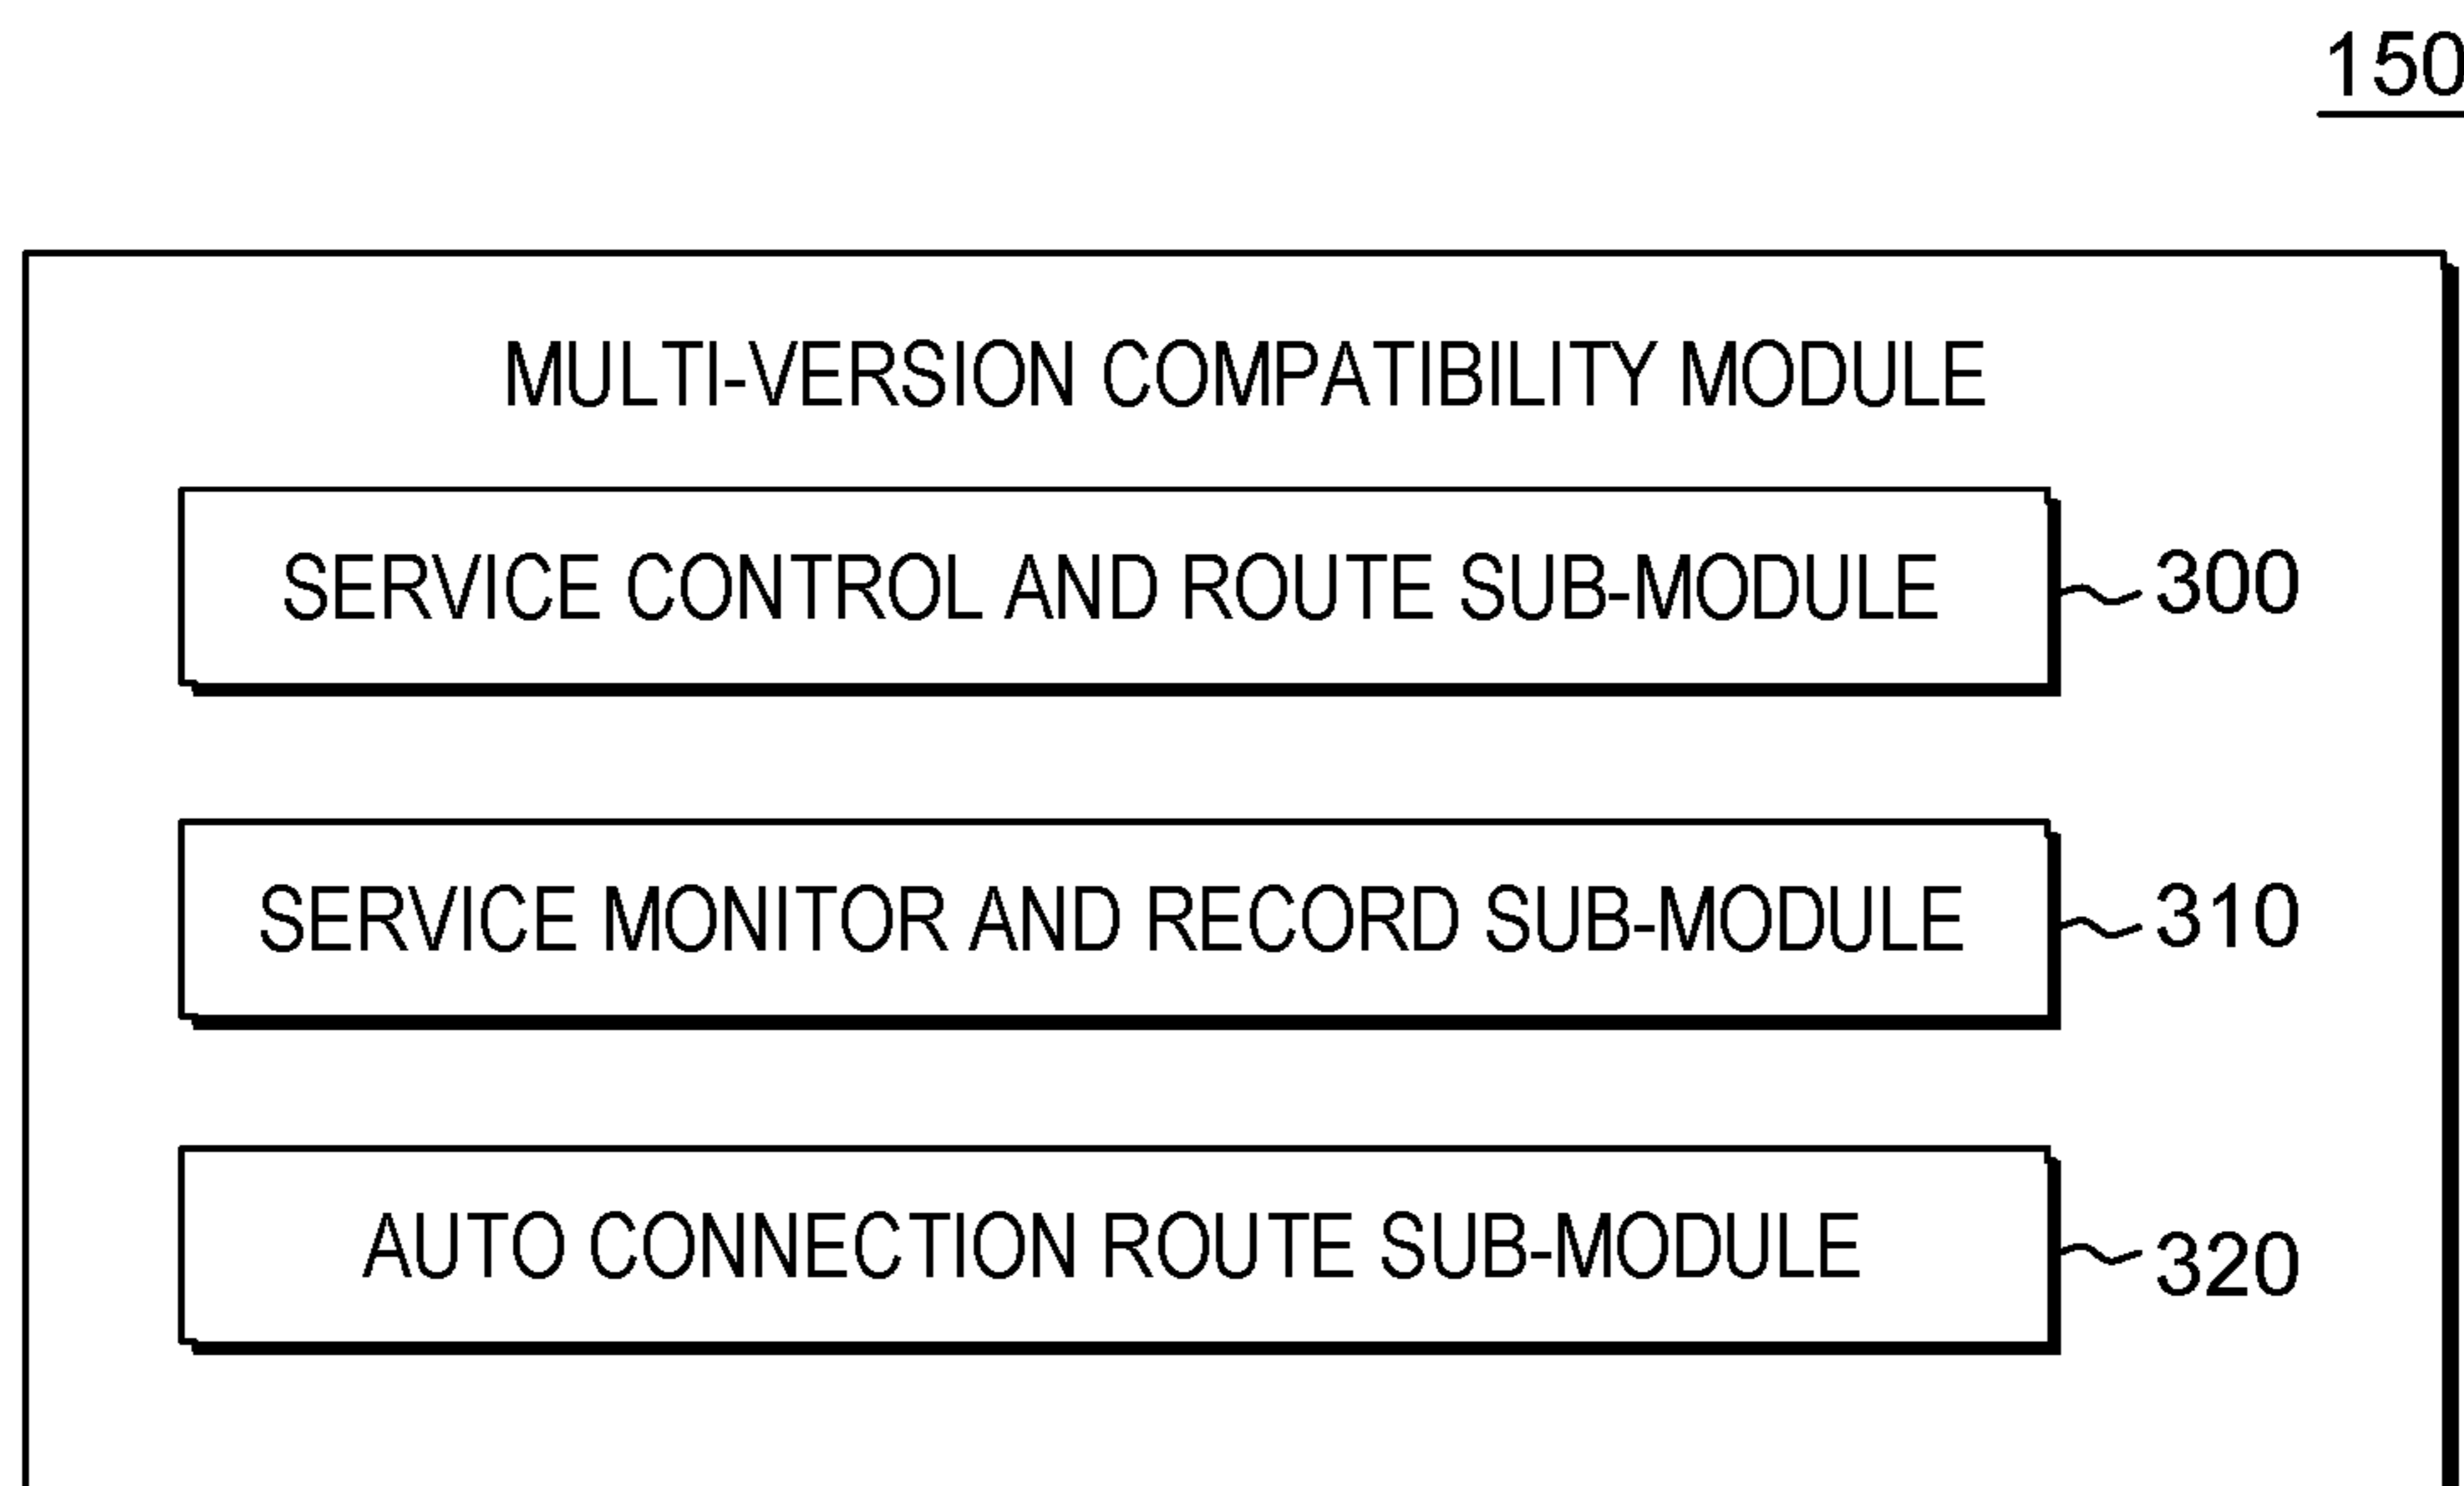 150
MULTI-VERSION COMPATIBILITY MODULE
SERVICE CONTROL AND ROUTE SUB-MODULE
300
SERVICE MONITOR AND RECORD SUB-MODULE
310
AUTO CONNECTION ROUTE SUB-MODULE
320